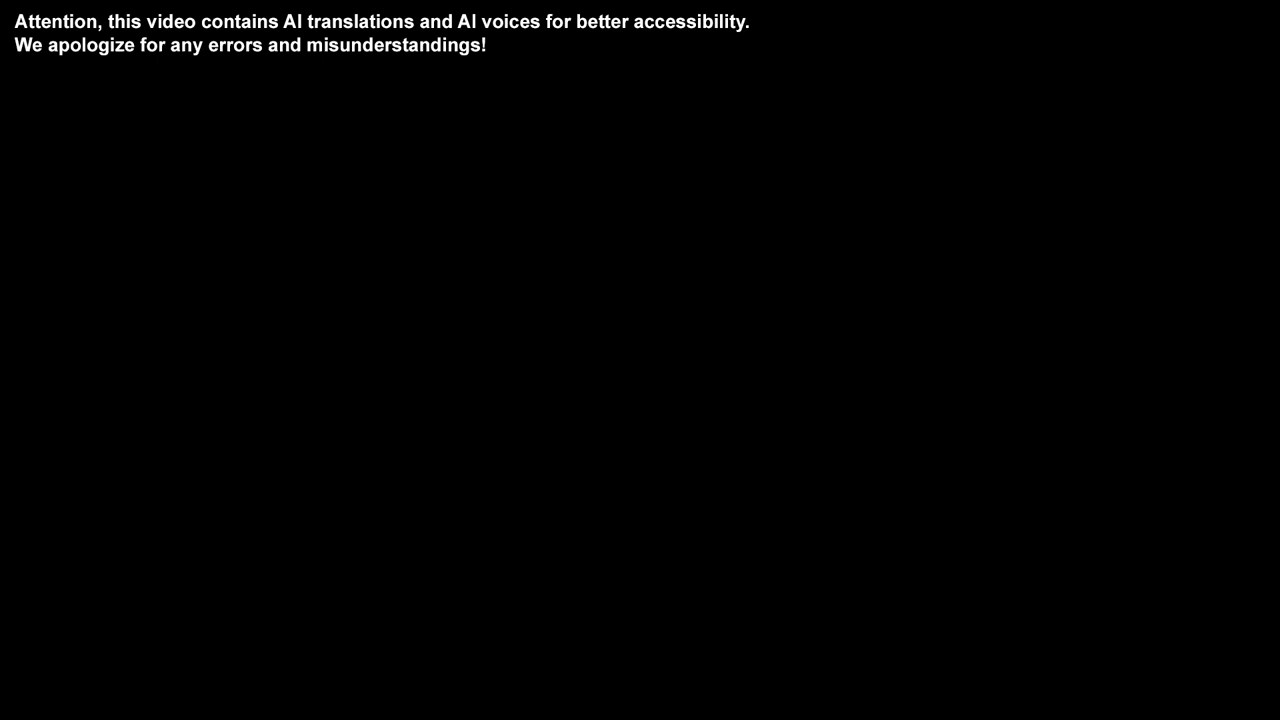 Attention, this video contains AI translations and AI voices for better accessibility.
We apologize for any errors and misunderstandings!